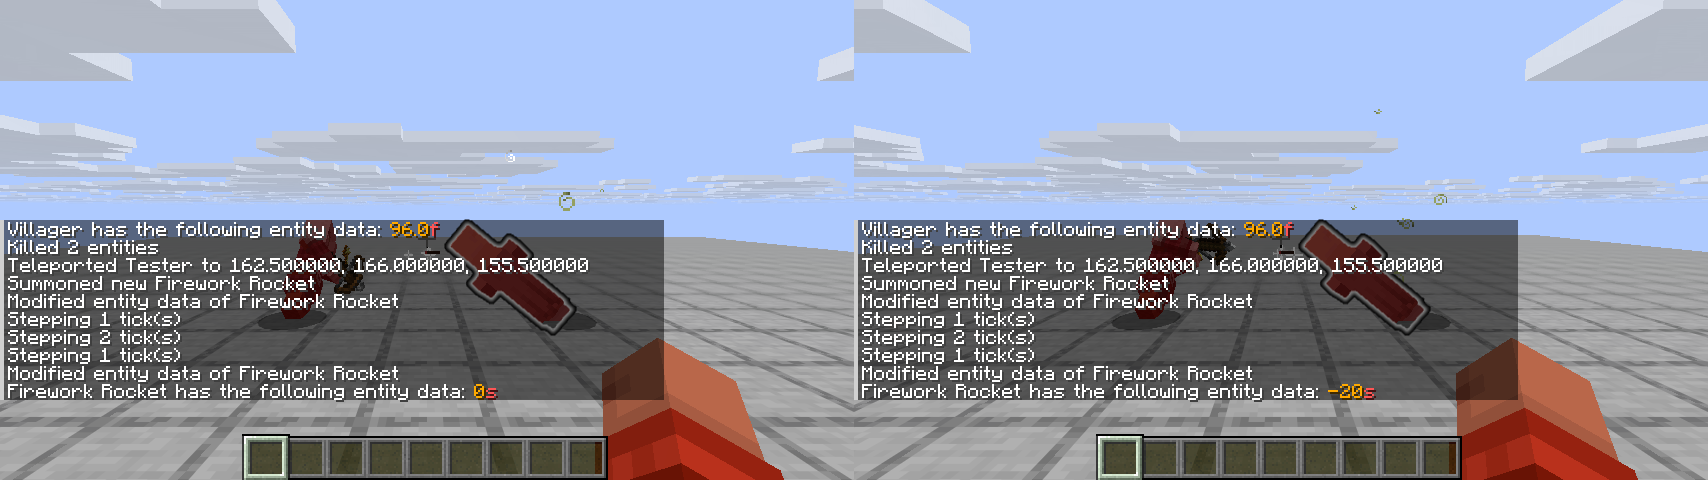 Villager has the following entity data: 96.0f
Killed 2 entities
Teleported Tester to 162.500000, 166.000000, 155.500000
Summoned new Firework Rocket
Modified entity data of Firework Rocket
Stepping 1 tick(s)
Stepping 2 tick(s)
Stepping 1 tick(s)
Modified entity data of Firework Rocket
Firework Rocket has the following entity data: 0s
Villager has the following entity data: 96.0f
Killed 2 entities
Teleported Tester to 162.500000, 166.000000, 155.500000
Summoned new Firework Rocket
Modified entity data of Firework Rocket
Stepping 1 tick(s)
Stepping 2 tick(s)
Stepping 1 tick(s)
Modified entity data of Firework Rocket
Firework Rocket has the following entity data: -20s